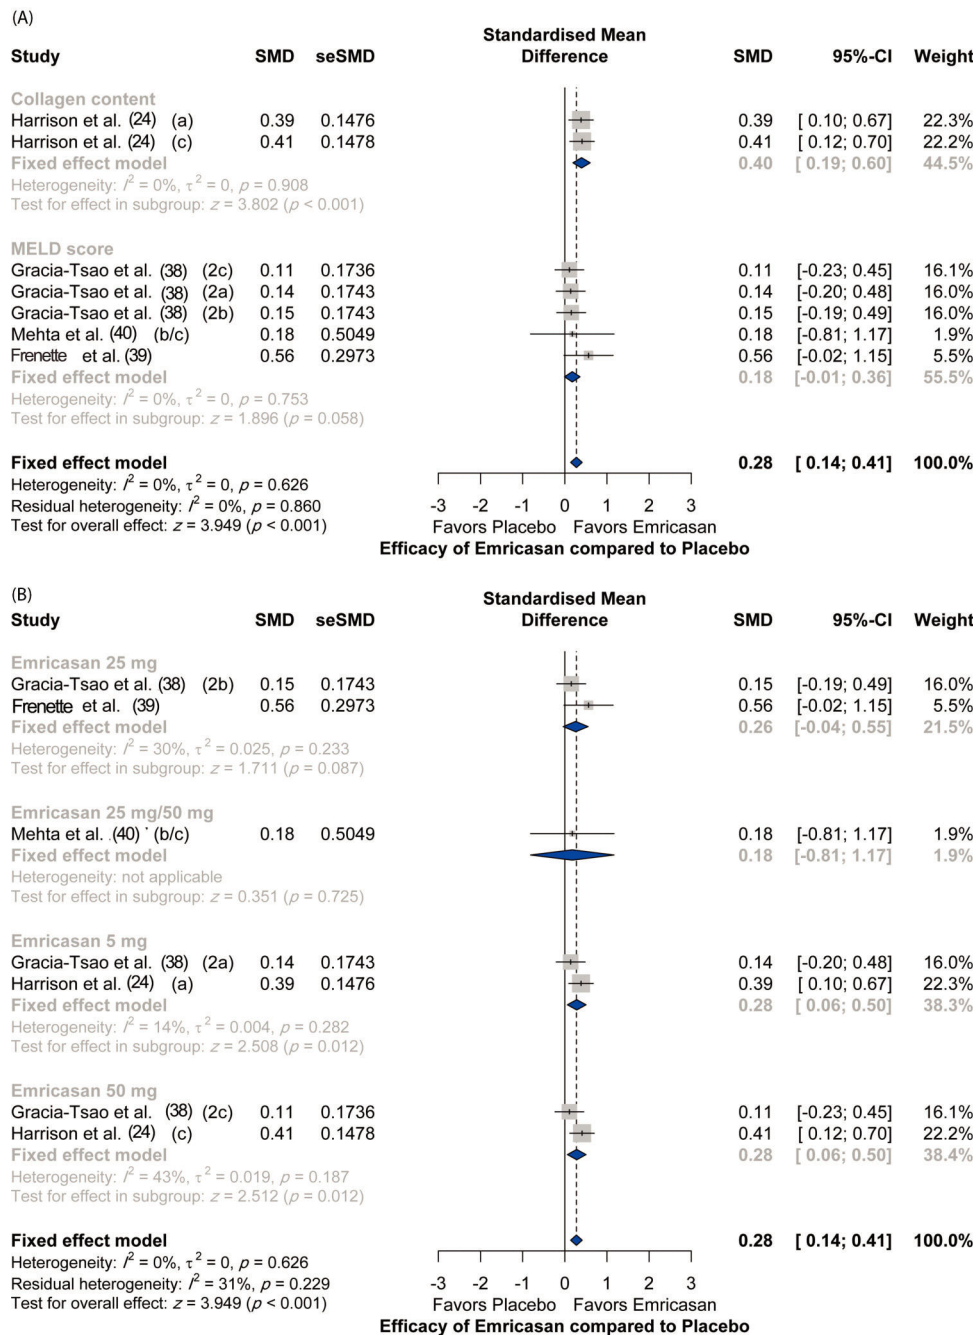 (A)
Standardised Mean
Study SMD seSMD Difference SMD 95%-CI Weight
Collagen content
Harrison et al. (24) (a) 0.39 0.1476 0.39 [ 0.10; 0.67] 22.3%
Harrison et al. (24) (c) 0.41 0.1478 0.41 [ 0.12; 0.70] 22.2%
Fixed effect model 0.40 [ 0.19; 0.60] 44.5%
Heterogeneity: I² = 0%, τ² = 0, p = 0.908
Test for effect in subgroup: z = 3.802 (p < 0.001)
MELD score
Gracia-Tsao et al. (38) (2c) 0.11 0.1736 0.11 [-0.23; 0.45] 16.1%
Gracia-Tsao et al. (38) (2a) 0.14 0.1743 0.14 [-0.20; 0.48] 16.0%
Gracia-Tsao et al. (38) (2b) 0.15 0.1743 0.15 [-0.19; 0.49] 16.0%
Mehta et al. (40) (b/c) 0.18 0.5049 0.18 [-0.81; 1.17] 1.9%
Frenette et al. (39) 0.56 0.2973 0.56 [-0.02; 1.15] 5.5%
Fixed effect model 0.18 [-0.01; 0.36] 55.5%
Heterogeneity: I² = 0%, τ² = 0, p = 0.753
Test for effect in subgroup: z = 1.896 (p = 0.058)
Fixed effect model 0.28 [ 0.14; 0.41] 100.0%
Heterogeneity: I² = 0%, τ² = 0, p = 0.626
Residual heterogeneity: I² = 0%, p = 0.860
Test for overall effect: z = 3.949 (p < 0.001)
-3 -2 -1 0 1 2 3
Favors Placebo Favors Emricasan
Efficacy of Emricasan compared to Placebo
(B)
Standardised Mean
Study SMD seSMD Difference SMD 95%-CI Weight
Emricasan 25 mg
Gracia-Tsao et al. (38) (2b) 0.15 0.1743 0.15 [-0.19; 0.49] 16.0%
Frenette et al. (39) 0.56 0.2973 0.56 [-0.02; 1.15] 5.5%
Fixed effect model 0.26 [-0.04; 0.55] 21.5%
Heterogeneity: I² = 30%, τ² = 0.025, p = 0.233
Test for effect in subgroup: z = 1.711 (p = 0.087)
Emricasan 25 mg/50 mg
Mehta et al. (40) (b/c) 0.18 0.5049 0.18 [-0.81; 1.17] 1.9%
Fixed effect model 0.18 [-0.81; 1.17] 1.9%
Heterogeneity: not applicable
Test for effect in subgroup: z = 0.351 (p = 0.725)
Emricasan 5 mg
Gracia-Tsao et al. (38) (2a) 0.14 0.1743 0.14 [-0.20; 0.48] 16.0%
Harrison et al. (24) (a) 0.39 0.1476 0.39 [ 0.10; 0.67] 22.3%
Fixed effect model 0.28 [ 0.06; 0.50] 38.3%
Heterogeneity: I² = 14%, τ² = 0.004, p = 0.282
Test for effect in subgroup: z = 2.508 (p = 0.012)
Emricasan 50 mg
Gracia-Tsao et al. (38) (2c) 0.11 0.1736 0.11 [-0.23; 0.45] 16.1%
Harrison et al. (24) (c) 0.41 0.1478 0.41 [ 0.12; 0.70] 22.2%
Fixed effect model 0.28 [ 0.06; 0.50] 38.4%
Heterogeneity: I² = 43%, τ² = 0.019, p = 0.187
Test for effect in subgroup: z = 2.512 (p = 0.012)
Fixed effect model 0.28 [ 0.14; 0.41] 100.0%
Heterogeneity: I² = 0%, τ² = 0, p = 0.626
Residual heterogeneity: I² = 31%, p = 0.229
Test for overall effect: z = 3.949 (p < 0.001)
-3 -2 -1 0 1 2 3
Favors Placebo Favors Emricasan
Efficacy of Emricasan compared to Placebo